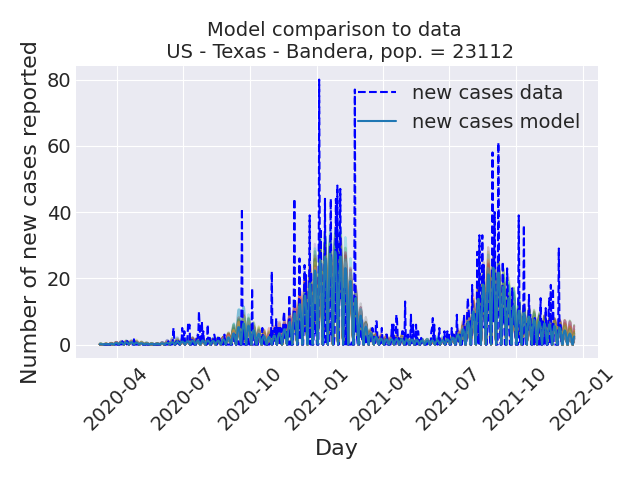 Model comparison to data
US - Texas - Bandera, pop. = 23112
Number of new cases reported
80
60
40
20
0
new cases data
new cases model
2020-04
2020-07
2020-10
2021-01
2021-04
2021-07
2021-10
2022-01
Day